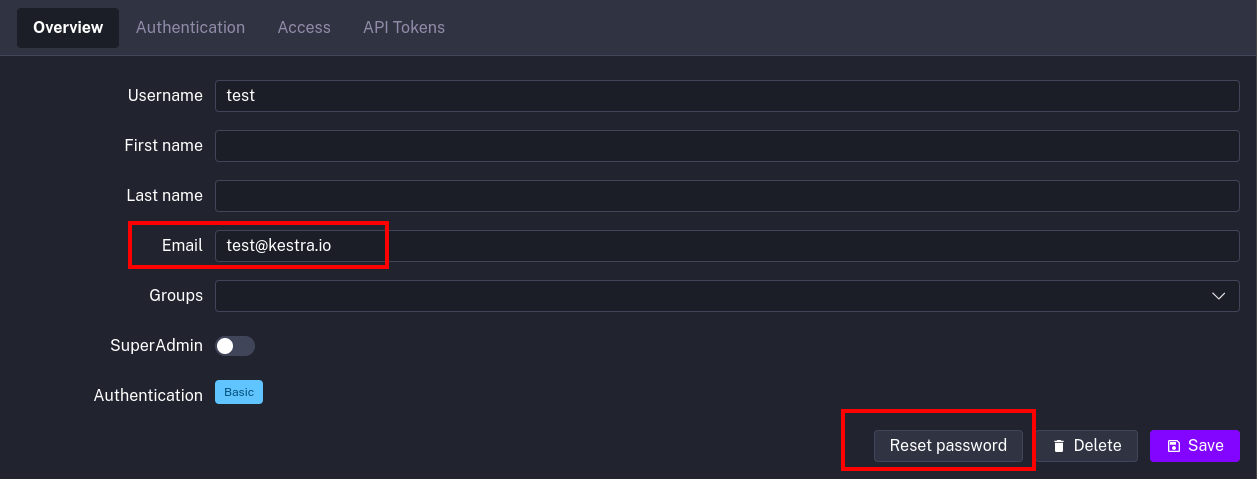 Overview Authentication Access API Tokens
Username test
First name
Last name
Email test@kestra.io
Groups
SuperAdmin
Authentication Basic
Reset password Delete Save